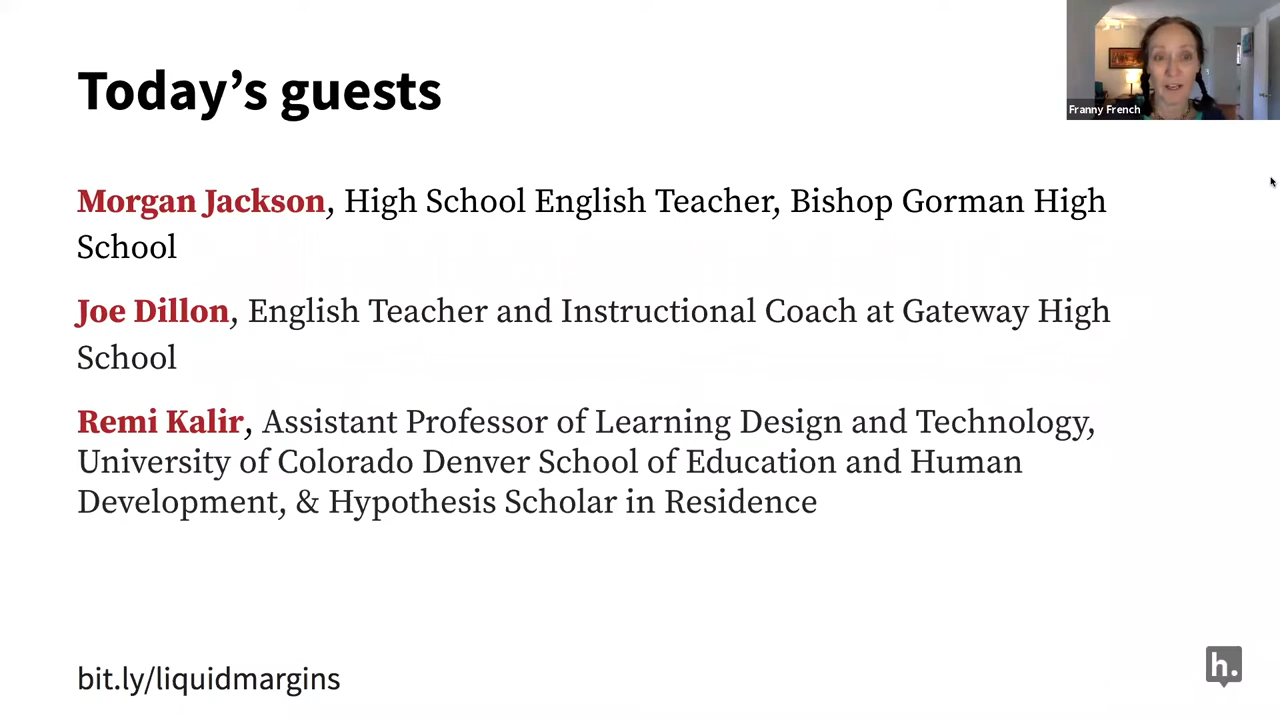 Today’s guests
Franny French
Morgan Jackson, High School English Teacher, Bishop Gorman High
School
Joe Dillon, English Teacher and Instructional Coach at Gateway High
School
Remi Kalir, Assistant Professor of Learning Design and Technology,
University of Colorado Denver School of Education and Human
Development, & Hypothesis Scholar in Residence
bit.ly/liquidmargins
h.